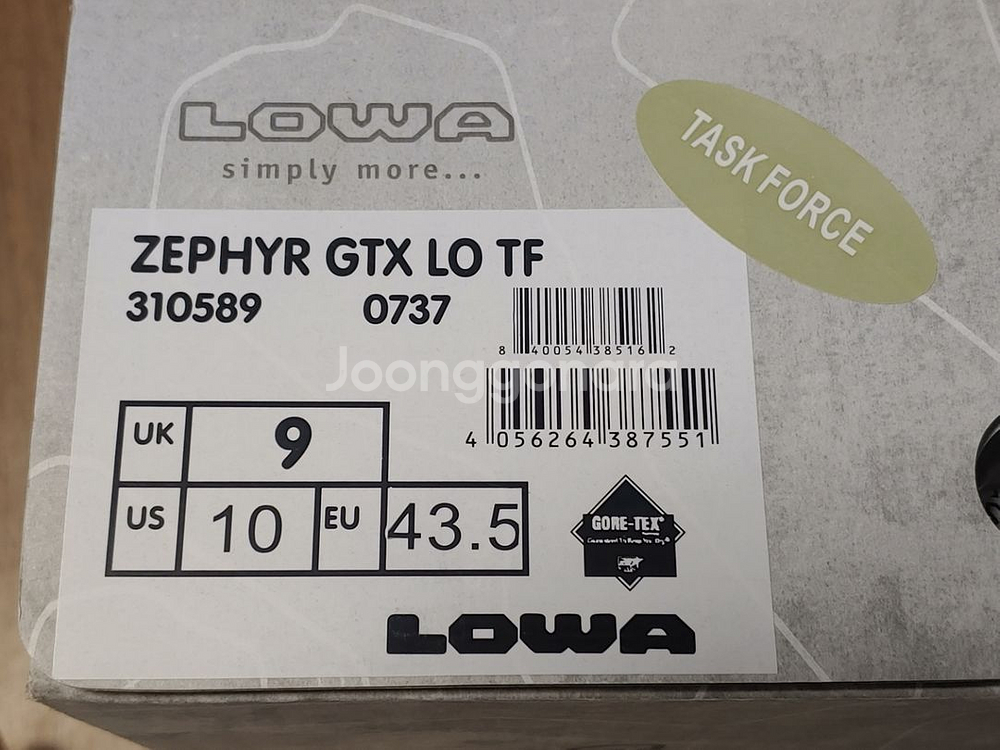 LOWA
simply more...
TASK FORCE
ZEPHYR GTX LO TF
310589 0737
8 40054 38516 2
Joonggonara
4 056264 387551
UK 9
US 10 EU 43.5
GORE-TEX®
LOWA